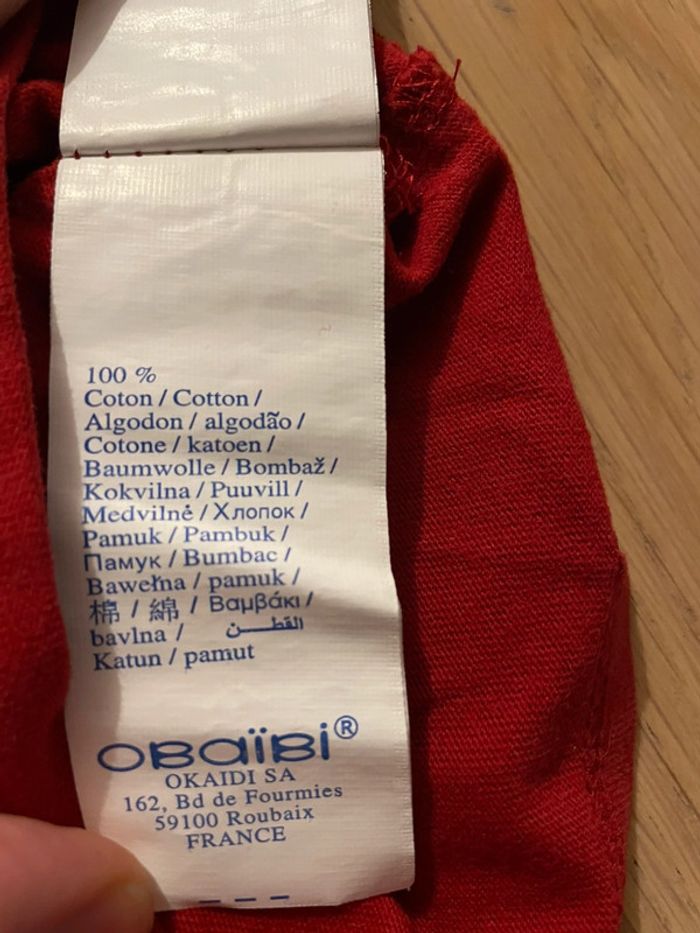 100 %
Coton / Cotton /
Algodon / algodão /
Cotone / katoen /
Baumwolle / Bombaž /
Kokvilna / Puuvill /
Medvilnė / Хлопок /
Pamuk / Pambuk /
Памук / Bumbac /
Bawełna / pamuk /
棉 / 綿 / Βαμβάκι /
bavlna / القطــــن
Katun / pamut
OBaïBi®
OKAIDI SA
162, Bd de Fourmies
59100 Roubaix
FRANCE